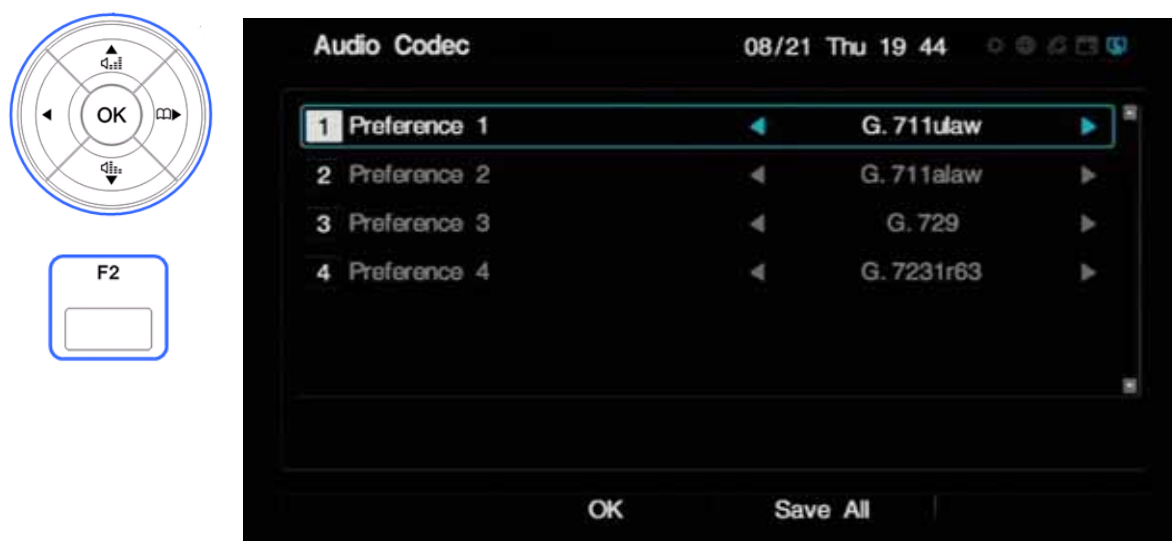 OK
F2
Audio Codec 08/21 Thu 19 44
1 Preference 1 G. 711ulaw
2 Preference 2 G. 711alaw
3 Preference 3 G. 729
4 Preference 4 G. 7231r63
OK Save All